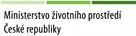 Ministerstvo životního prostředí
České republiky